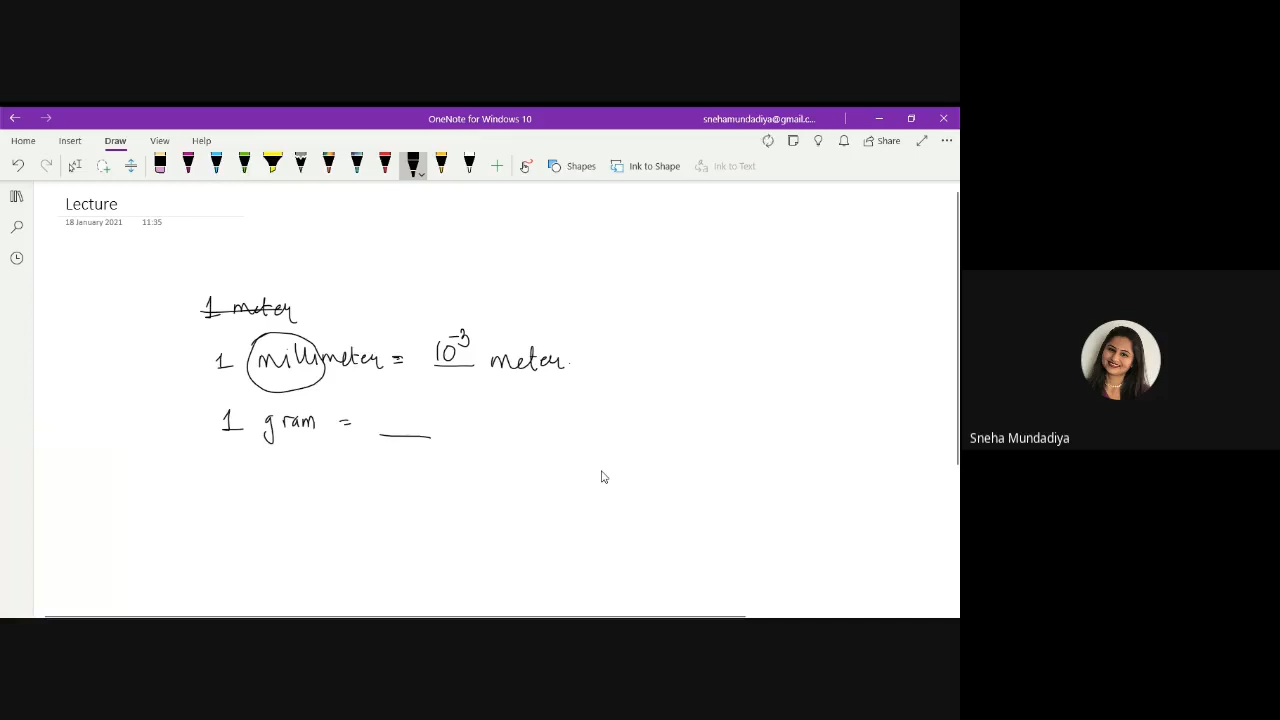 OneNote for Windows 10
snehamundadiya@gmail.c...
Home Insert Draw View Help
Share
Shapes Ink to Shape Ink to Text
Lecture
18 January 2021 11:35
1 meter
1 millimeter = 10⁻³ meter.
1 gram = ___
Sneha Mundadiya